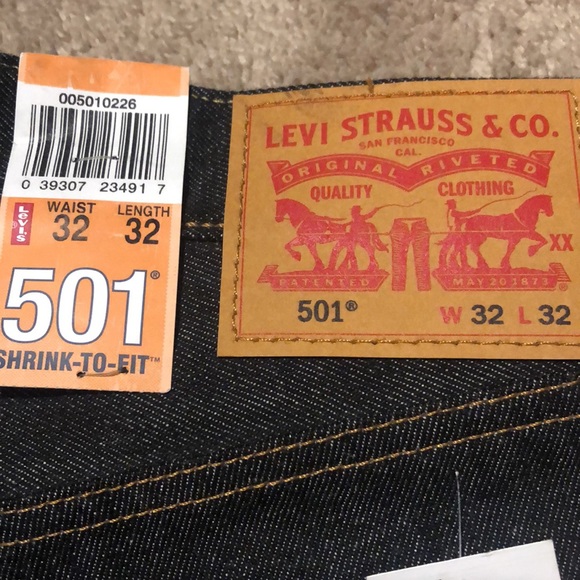 005010226
0 39307 23491 7
Levi's
WAIST LENGTH
32 32
501®
SHRINK-TO-FIT™
LEVI STRAUSS & CO.
SAN FRANCISCO
CAL.
ORIGINAL RIVETED
QUALITY CLOTHING
XX
PATENTED MAY 20 1873 ®
501® W 32 L 32